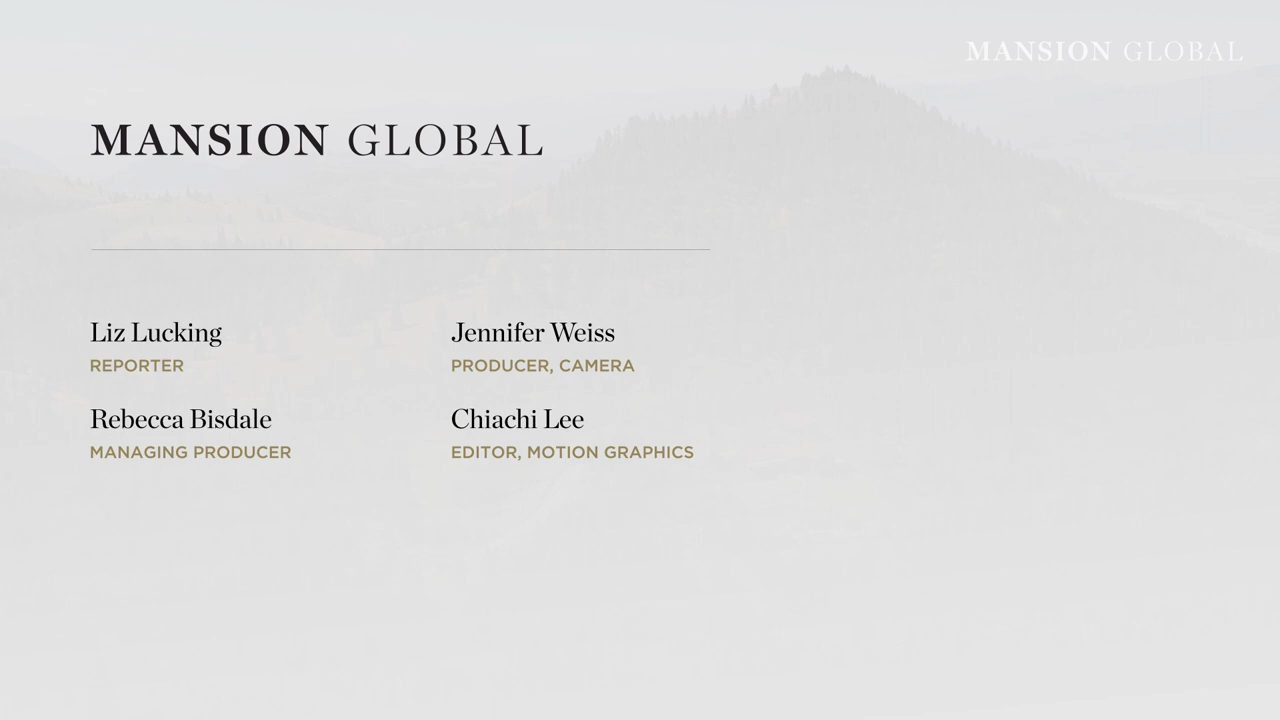 MANSION GLOBAL
MANSION GLOBAL
Liz Lucking
REPORTER
Jennifer Weiss
PRODUCER, CAMERA
Rebecca Bisdale
MANAGING PRODUCER
Chiachi Lee
EDITOR, MOTION GRAPHICS